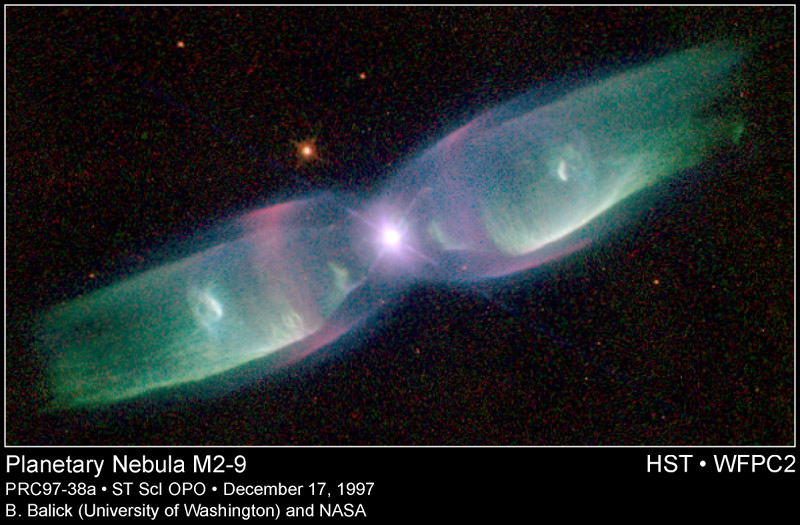 Planetary Nebula M2-9 HST • WFPC2
PRC97-38a • ST ScI OPO • December 17, 1997
B. Balick (University of Washington) and NASA